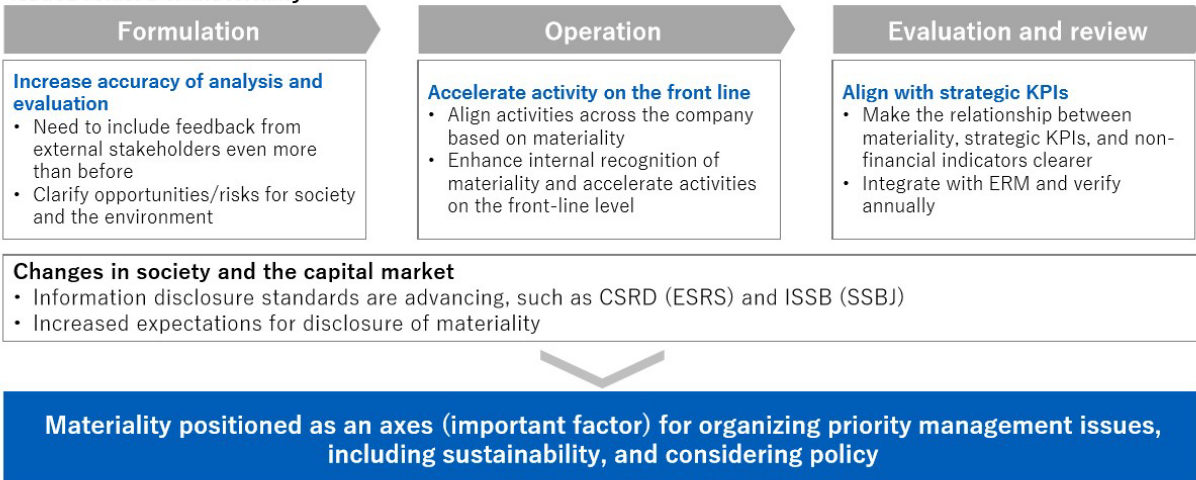 Formulation
Operation
Evaluation and review
Increase accuracy of analysis and
evaluation
• Need to include feedback from
external stakeholders even more
than before
• Clarify opportunities/risks for society
and the environment
Accelerate activity on the front line
• Align activities across the company
based on materiality
• Enhance internal recognition of
materiality and accelerate activities
on the front-line level
Align with strategic KPIs
• Make the relationship between
materiality, strategic KPIs, and non-
financial indicators clearer
• Integrate with ERM and verify
annually
Changes in society and the capital market
• Information disclosure standards are advancing, such as CSRD (ESRS) and ISSB (SSBJ)
• Increased expectations for disclosure of materiality
Materiality positioned as an axes (important factor) for organizing priority management issues,
including sustainability, and considering policy